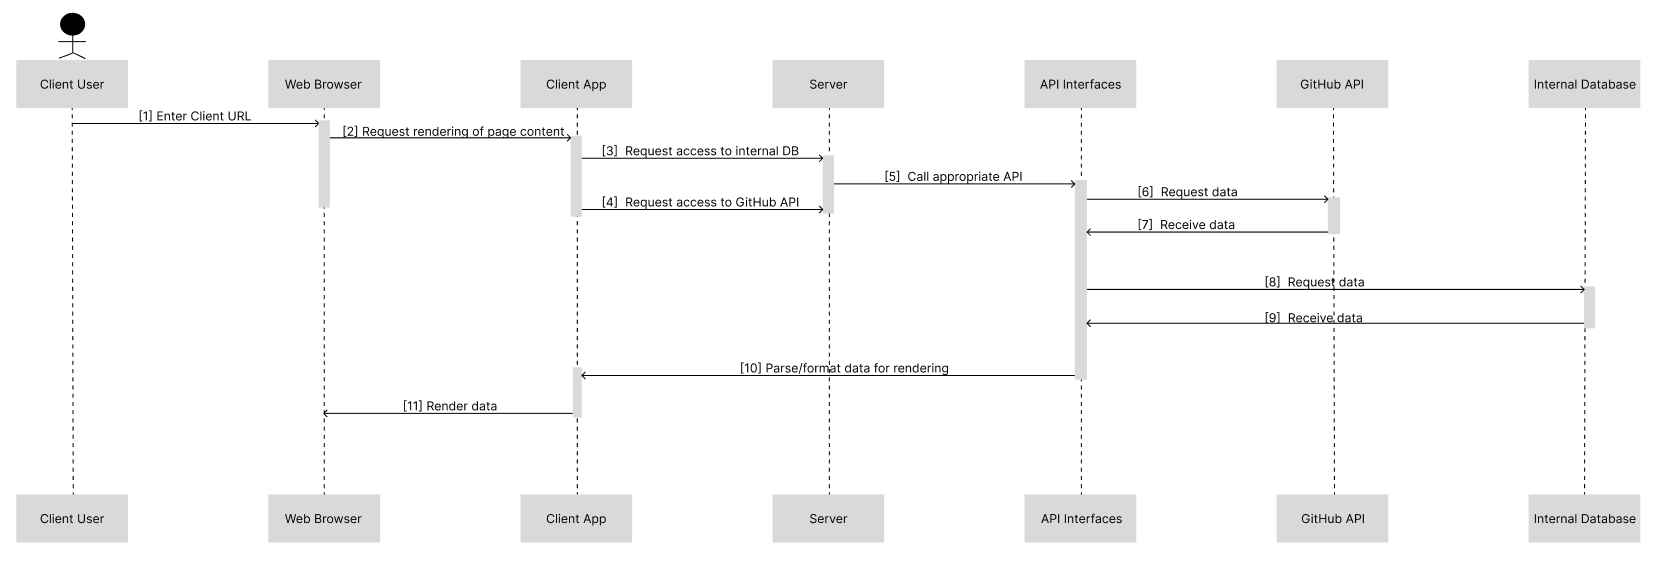 Client User
Web Browser
Client App
Server
API Interfaces
GitHub API
Internal Database
[1] Enter Client URL
[2] Request rendering of page content
[3] Request access to internal DB
[5] Call appropriate API
[6] Request data
[4] Request access to GitHub API
[7] Receive data
[8] Request data
[9] Receive data
[10] Parse/format data for rendering
[11] Render data
Client User
Web Browser
Client App
Server
API Interfaces
GitHub API
Internal Database